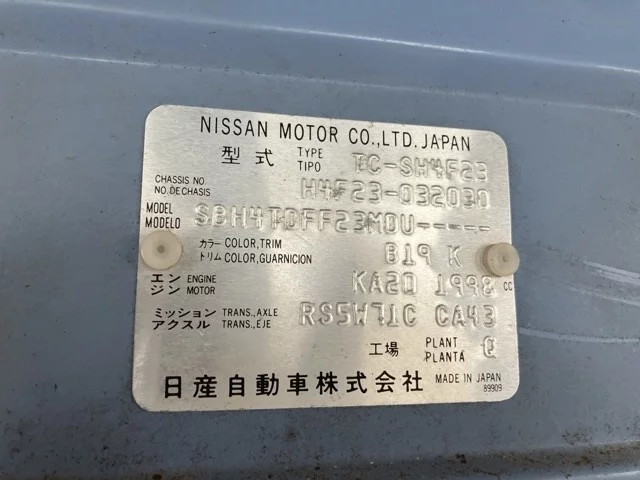 NISSAN MOTOR CO.,LTD. JAPAN
型式 TYPE TIPO TC-SH4F23
CHASSIS NO. NO.DE CHASIS H4F23-032030
MODEL MODELO SBH4TDFF23MDU-----
カラー COLOR,TRIM
トリム COLOR,GUARNICION B19 K
エンジン ENGINE MOTOR KA20 1998 CC
ミッション TRANS.,AXLE
アクスル TRANS.,EJE RS5W71C CA43
工場 PLANT PLANTA Q
日産自動車株式会社 MADE IN JAPAN
89909